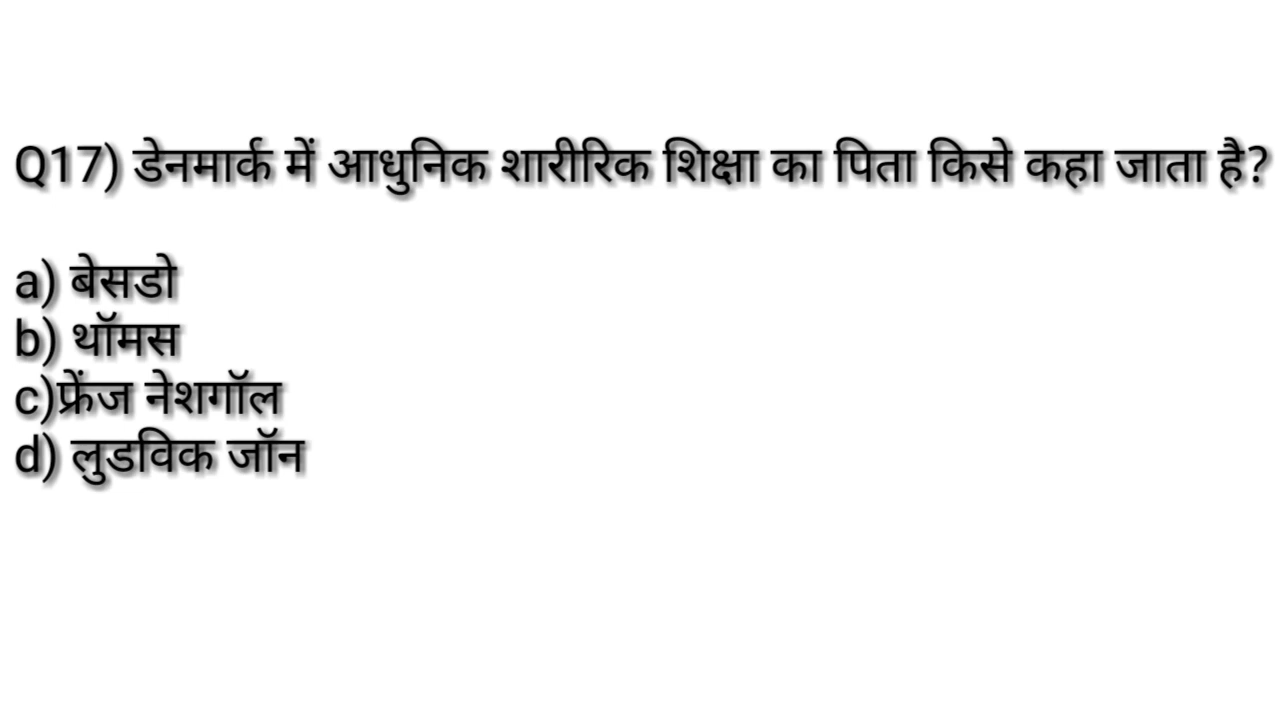 Q17) डेनमार्क में आधुनिक शारीरिक शिक्षा का पिता किसे कहा जाता है?
a) बेसडो
b) थॉमस
c)फ्रेंज नेशगॉल
d) लुडविक जॉन